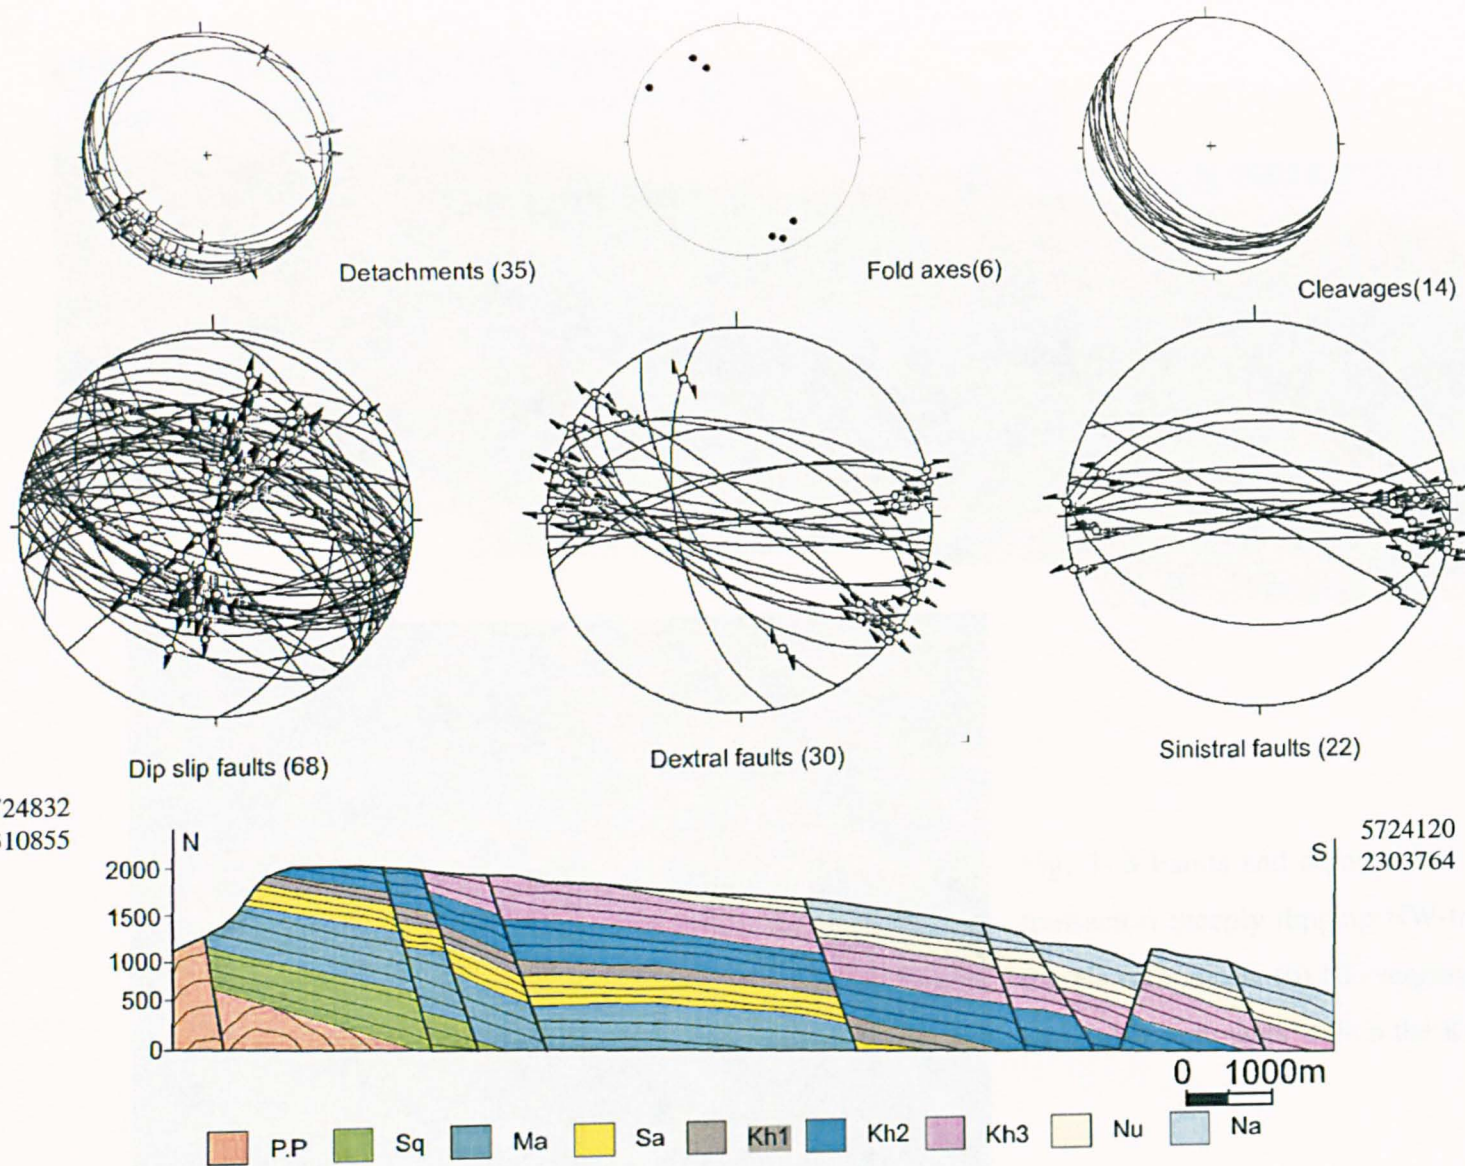 Detachments (35)
Fold axes(6)
Cleavages(14)
Dip slip faults (68)
Dextral faults (30)
Sinistral faults (22)
724832
N
S
5724120
2303764
2000
1500
1000
500
0
0 1000m
P.P Sq Ma Sa Kh1 Kh2 Kh3 Nu Na